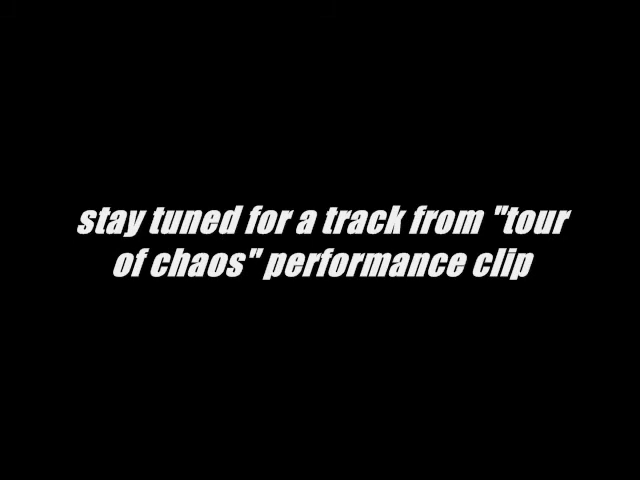 stay tuned for a track from "tour
of chaos" performance clip